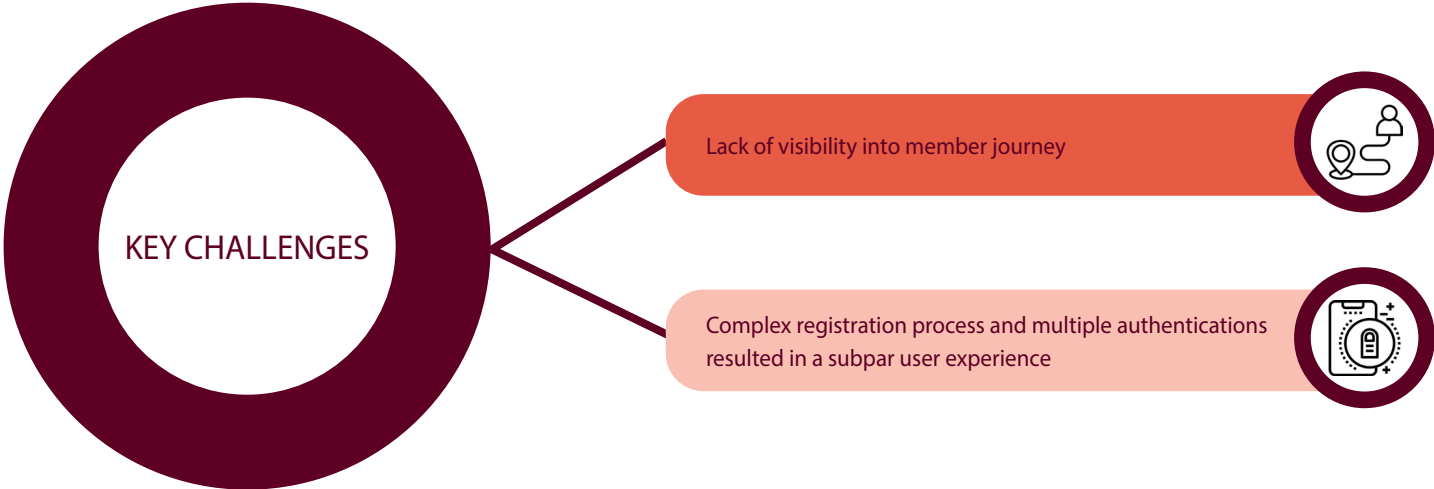 KEY CHALLENGES
Lack of visibility into member journey
Complex registration process and multiple authentications
resulted in a subpar user experience